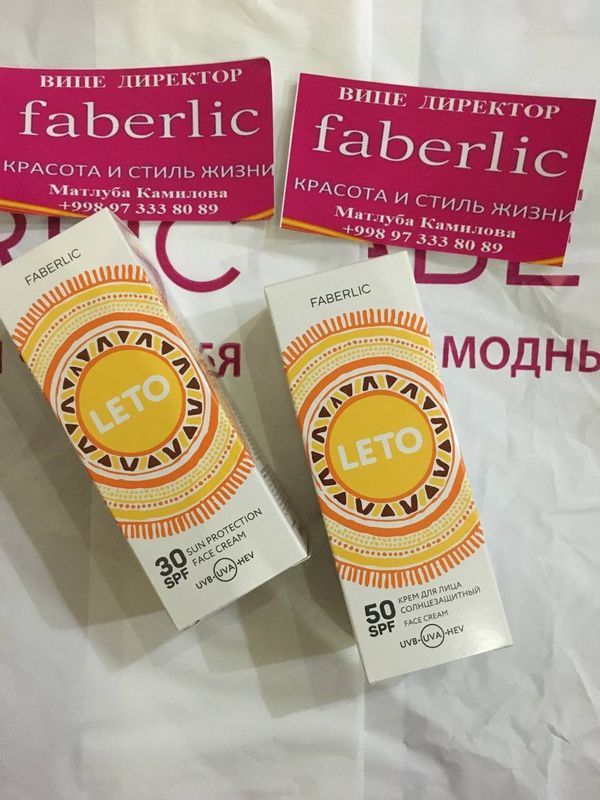 ВИЦЕ ДИРЕКТОР
faberlic
КРАСОТА И СТИЛЬ ЖИЗНИ
Матлуба Камилова
+998 97 333 80 89
ВИЦЕ ДИРЕКТОР
faberlic
КРАСОТА И СТИЛЬ ЖИЗНИ
Матлуба Камилова
+998 97 333 80 89
МОДНЫ
FABERLIC
LETO
30 SPF
SUN PROTECTION
FACE CREAM
UVB-UVA-HEV
FABERLIC
LETO
50 SPF
КРЕМ ДЛЯ ЛИЦА
СОЛНЦЕЗАЩИТНЫЙ
FACE CREAM
UVB-UVA-HEV